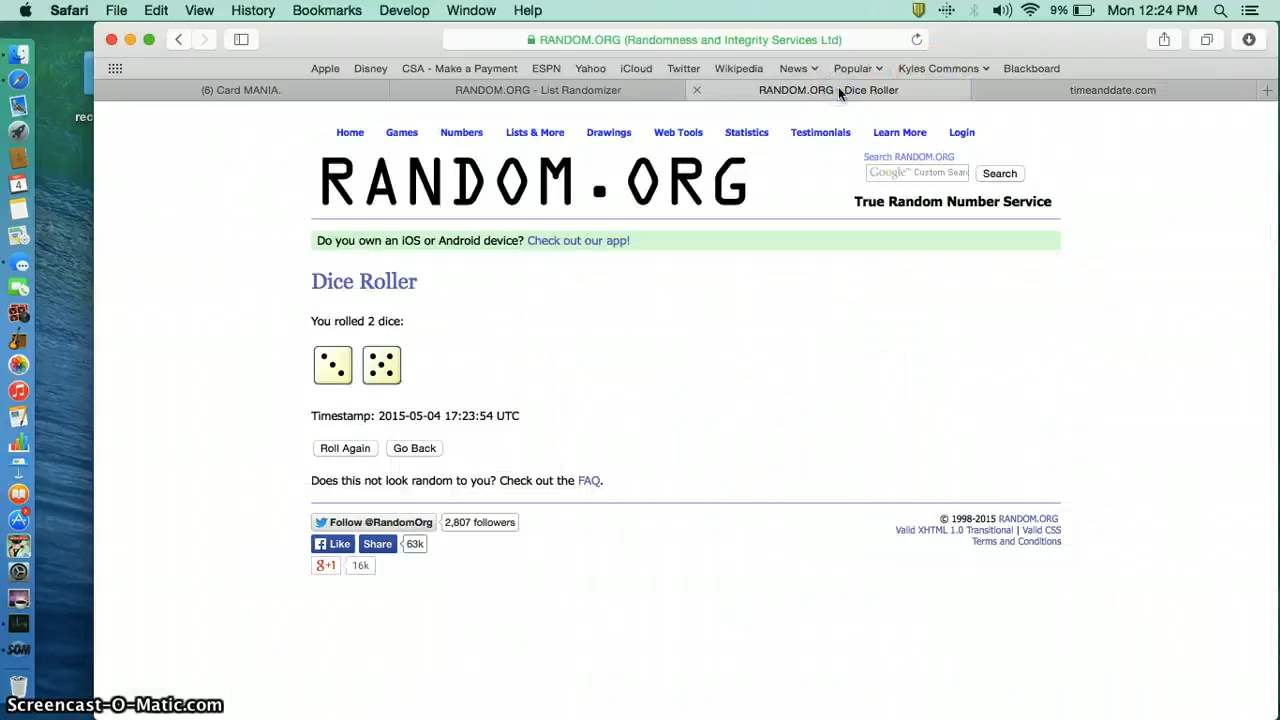 Safari File Edit View History Bookmarks Develop Window Help 9% Mon 12:24 PM
RANDOM.ORG (Randomness and Integrity Services Ltd)
Apple Disney CSA - Make a Payment ESPN Yahoo iCloud Twitter Wikipedia News Popular Kyles Commons Blackboard
(6) Card MANIA. RANDOM.ORG - List Randomizer RANDOM.ORG - Dice Roller timeanddate.com
rec
Home Games Numbers Lists & More Drawings Web Tools Statistics Testimonials Learn More Login
RANDOM.ORG
Search RANDOM.ORG
Google™ Custom Sear Search
True Random Number Service
Do you own an iOS or Android device? Check out our app!
Dice Roller
You rolled 2 dice:
Timestamp: 2015-05-04 17:23:54 UTC
Roll Again Go Back
Does this not look random to you? Check out the FAQ.
Follow @RandomOrg 2,807 followers
Like Share 63k
g+1 16k
© 1998-2015 RANDOM.ORG
Valid XHTML 1.0 Transitional | Valid CSS
Terms and Conditions
4
SOM
Screencast-O-Matic.com